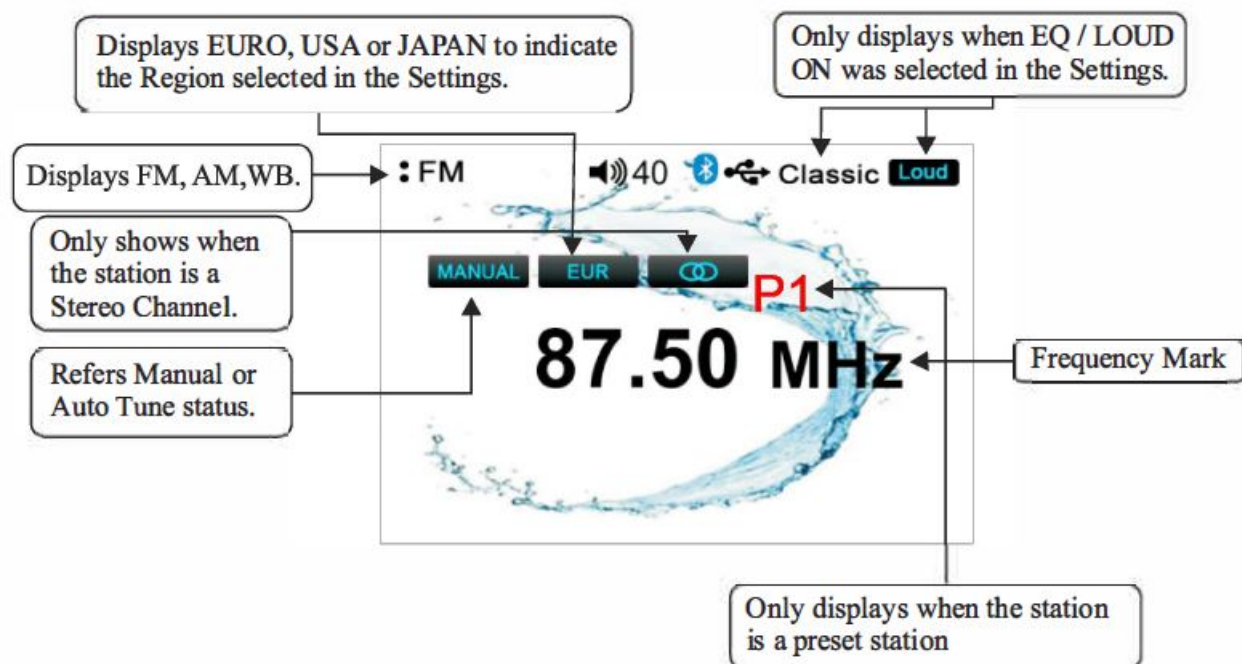 Displays EURO, USA or JAPAN to indicate
the Region selected in the Settings.
Only displays when EQ / LOUD
ON was selected in the Settings.
Displays FM, AM,WB.
: FM
40
Classic
Loud
Only shows when
the station is a
Stereo Channel.
MANUAL
EUR
P1
87.50 MHz
Frequency Mark
Refers Manual or
Auto Tune status.
Only displays when the station
is a preset station